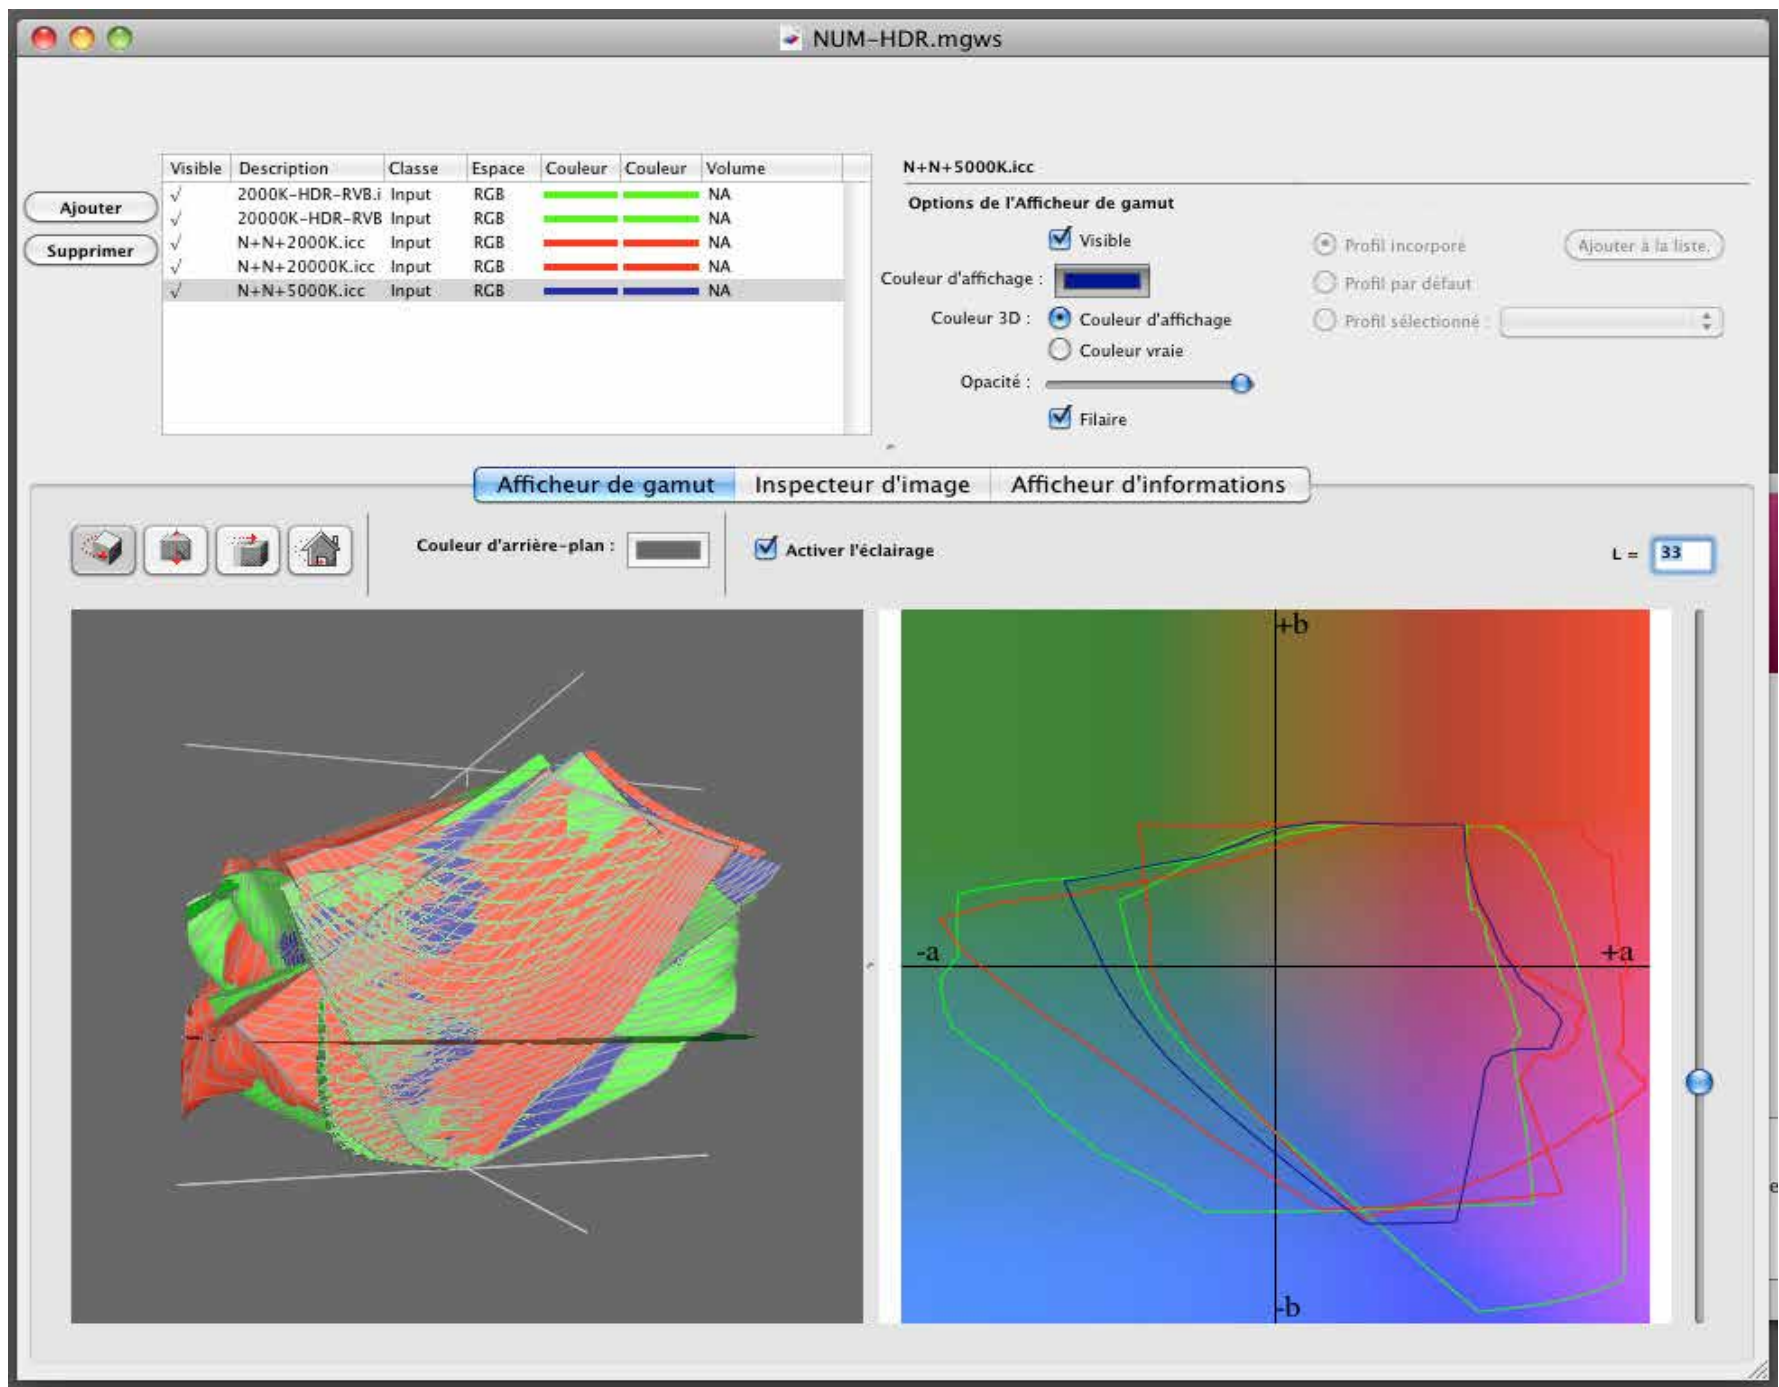 NUM-HDR.mgws
Visible Description Classe Espace Couleur Couleur Volume
2000K-HDR-RVB.i Input RGB NA
20000K-HDR-RVB Input RGB NA
N+N+2000K.icc Input RGB NA
N+N+20000K.icc Input RGB NA
N+N+5000K.icc Input RGB NA
Ajouter
Supprimer
N+N+5000K.icc
Options de l'Afficheur de gamut
Visible
Couleur d'affichage :
Couleur 3D : Couleur d'affichage
Couleur vraie
Opacité :
Filaire
Profil incorporé
Ajouter à la liste.
Profil par défaut
Profil sélectionné :
Afficheur de gamut Inspecteur d'image Afficheur d'informations
Couleur d'arrière-plan : Activer l'éclairage L = 33
+b
-a +a
-b
e